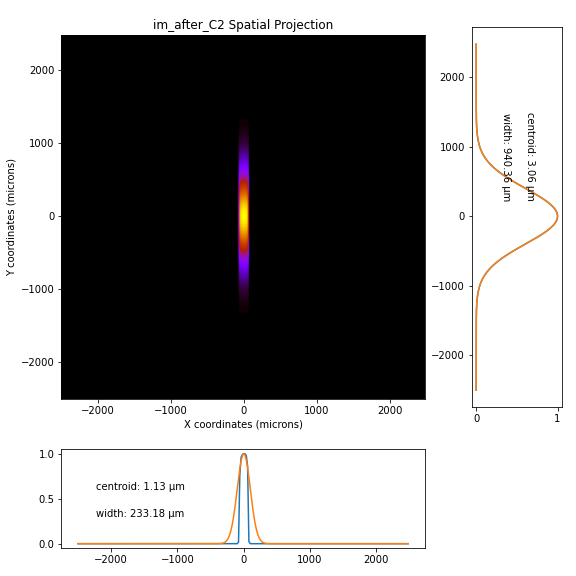 im_after_C2 Spatial Projection
2000
1000
0
−1000
−2000
Y coordinates (microns)
−2000 −1000 0 1000 2000
X coordinates (microns)
2000
1000
0
−1000
−2000
centroid: 3.06 μm
width: 940.36 μm
0 1
1.0
0.5
0.0
centroid: 1.13 μm
width: 233.18 μm
−2000 −1000 0 1000 2000